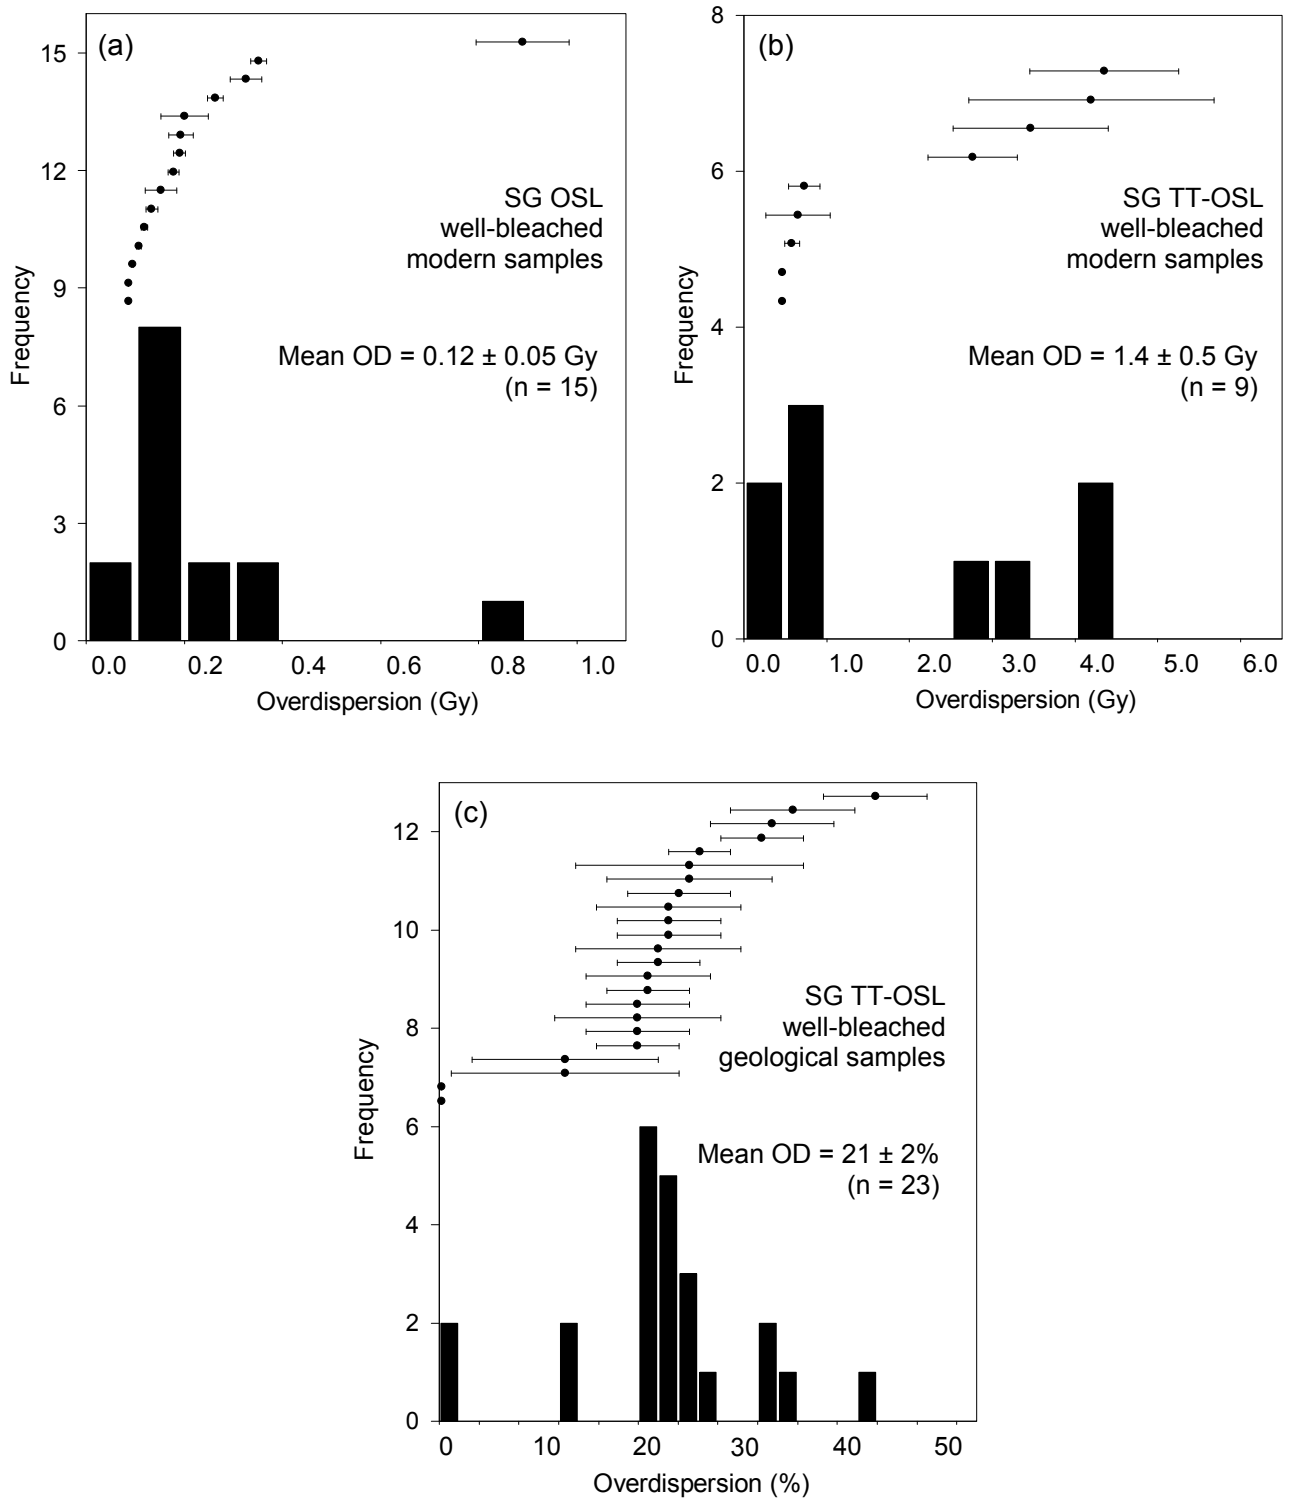 (a)
15
12
9
6
3
0
Frequency
SG OSL
well-bleached
modern samples
Mean OD = 0.12 ± 0.05 Gy
(n = 15)
0.0 0.2 0.4 0.6 0.8 1.0
Overdispersion (Gy)
(b)
8
6
4
2
0
Frequency
SG TT-OSL
well-bleached
modern samples
Mean OD = 1.4 ± 0.5 Gy
(n = 9)
0.0 1.0 2.0 3.0 4.0 5.0 6.0
Overdispersion (Gy)
(c)
12
10
8
6
4
2
0
Frequency
SG TT-OSL
well-bleached
geological samples
Mean OD = 21 ± 2%
(n = 23)
0 10 20 30 40 50
Overdispersion (%)